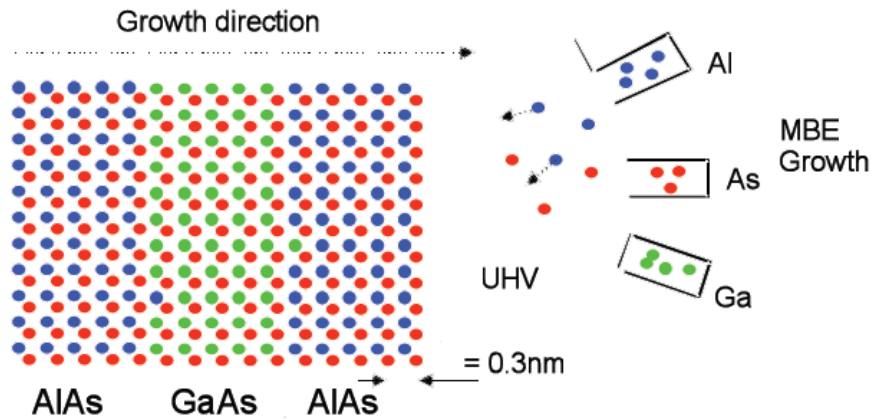 Growth direction
Al
MBE
Growth
As
UHV
Ga
= 0.3nm
AlAs
GaAs
AlAs